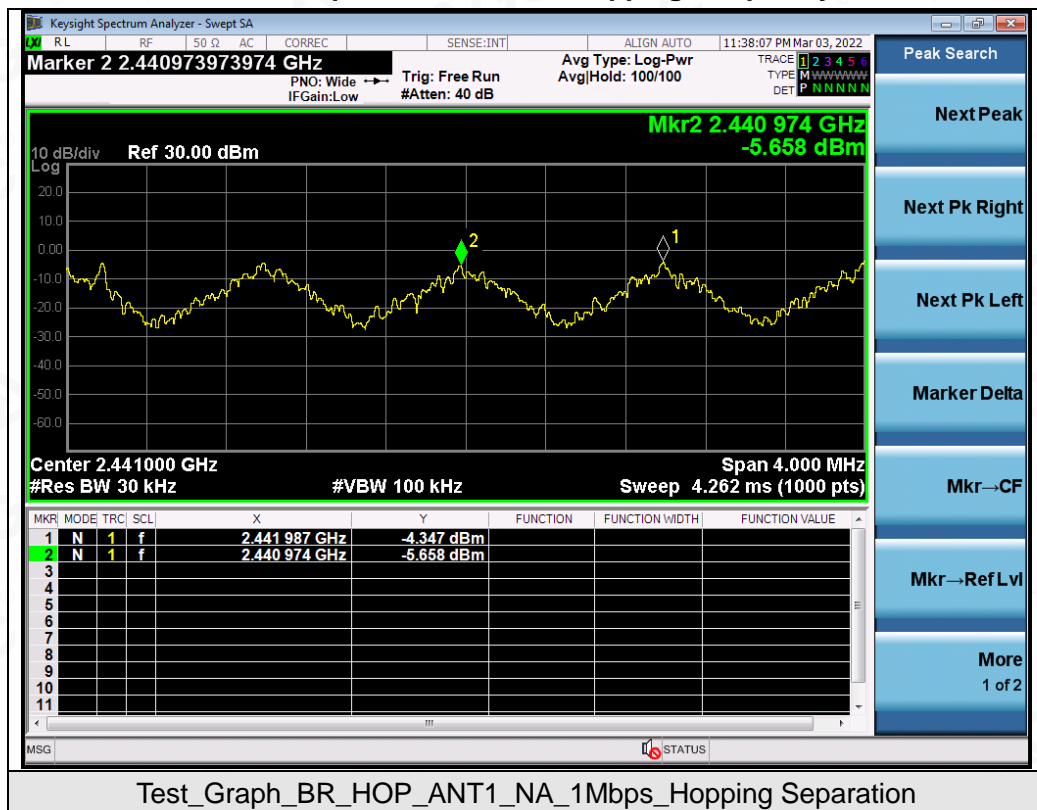 Keysight Spectrum Analyzer - Swept SA
LXI RL RF 50 Ω AC CORREC SENSE:INT ALIGN AUTO 11:38:07 PM Mar 03, 2022
Marker 2 2.440973973974 GHz
PNO: Wide
IFGain:Low
Trig: Free Run
#Atten: 40 dB
Avg Type: Log-Pwr
Avg|Hold: 100/100
TRACE 1 2 3 4 5 6
TYPE M WWWWW
DET P N N N N N
Mkr2 2.440 974 GHz
-5.658 dBm
10 dB/div Ref 30.00 dBm
Log
20.0
10.0
0.00
-10.0
-20.0
-30.0
-40.0
-50.0
-60.0
2
1
Center 2.441000 GHz Span 4.000 MHz
#Res BW 30 kHz #VBW 100 kHz Sweep 4.262 ms (1000 pts)
MKR MODE TRC SCL X Y FUNCTION FUNCTION WIDTH FUNCTION VALUE
1 N 1 f 2.441 987 GHz -4.347 dBm
2 N 1 f 2.440 974 GHz -5.658 dBm
3
4
5
6
7
8
9
10
11
MSG STATUS
Peak Search
Next Peak
Next Pk Right
Next Pk Left
Marker Delta
Mkr→CF
Mkr→Ref Lvl
More
1 of 2
Test_Graph_BR_HOP_ANT1_NA_1Mbps_Hopping Separation